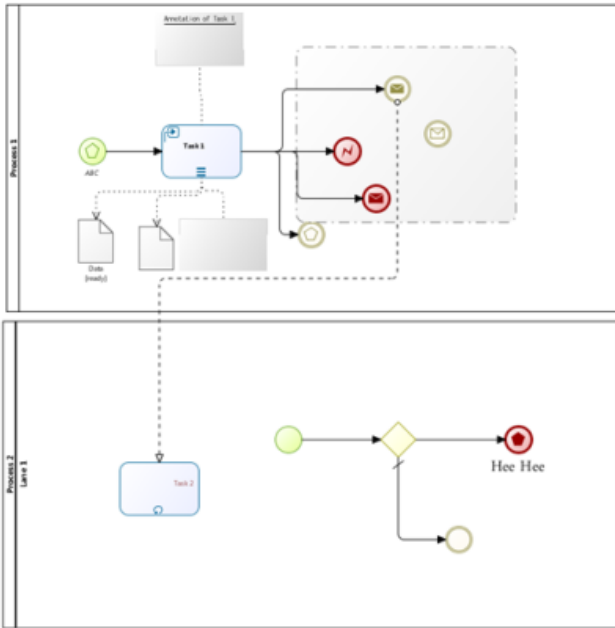 Annotation of Task 1
Process 1
Task 1
ABC
Data
(ready)
Process 2
Lane 1
Task 2
Hee Hee